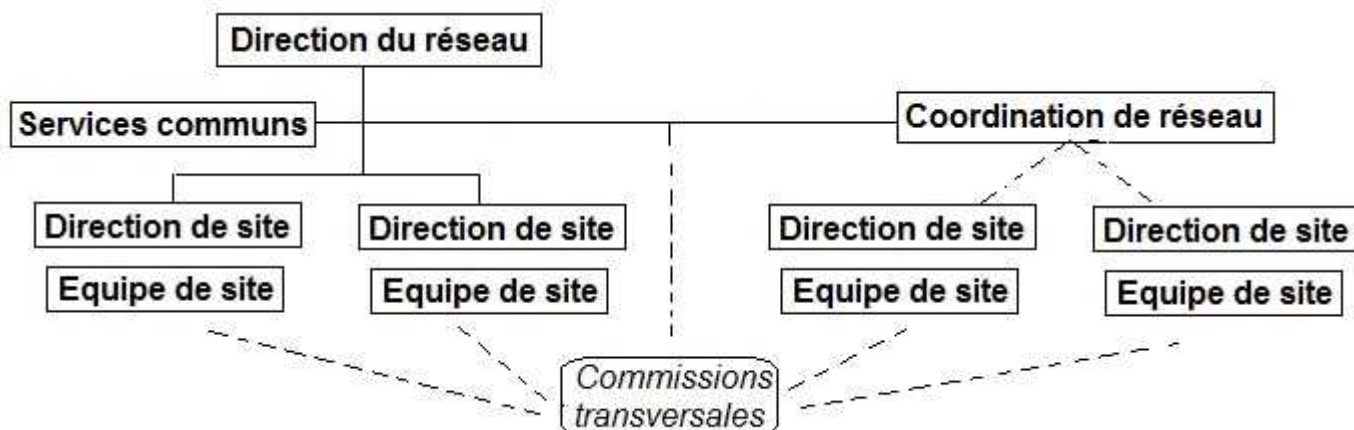 Direction du réseau
Services communs
Coordination de réseau
Direction de site
Direction de site
Direction de site
Direction de site
Equipe de site
Equipe de site
Equipe de site
Equipe de site
Commissions
transversales